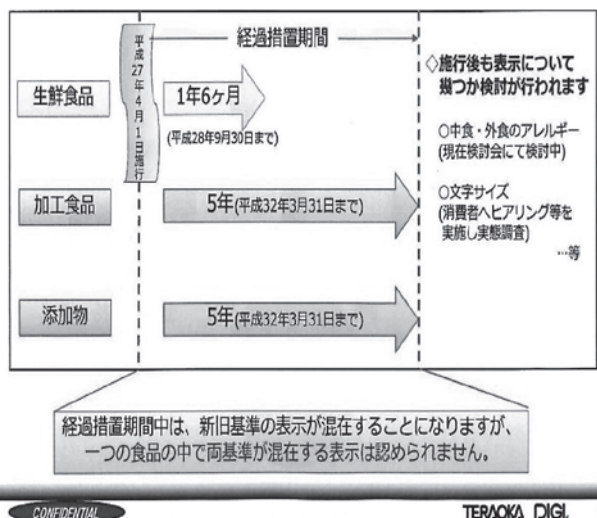 経過措置期間
平成27年4月1日施行
生鮮食品
1年6ヶ月
(平成28年9月30日まで)
加工食品
5年(平成32年3月31日まで)
添加物
5年(平成32年3月31日まで)
◇施行後も表示について
幾つか検討が行われます
○中食・外食のアレルギー
(現在検討会にて検討中)
○文字サイズ
(消費者へヒアリング等を
実施し実態調査)
…等
経過措置期間中は、新旧基準の表示が混在することになりますが、
一つの食品の中で両基準が混在する表示は認められません。
CONFIDENTIAL
TERAOKA DIGI